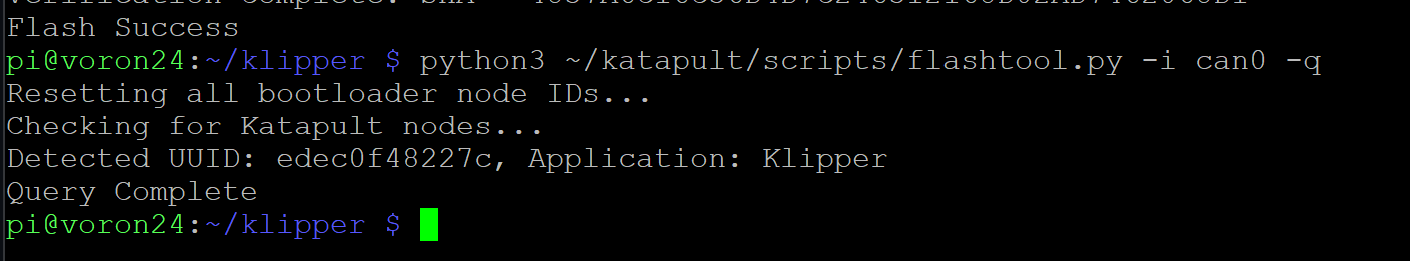 Flash Success
pi@voron24:~/klipper $ python3 ~/katapult/scripts/flashtool.py -i can0 -q
Resetting all bootloader node IDs...
Checking for Katapult nodes...
Detected UUID: edec0f48227c, Application: Klipper
Query Complete
pi@voron24:~/klipper $